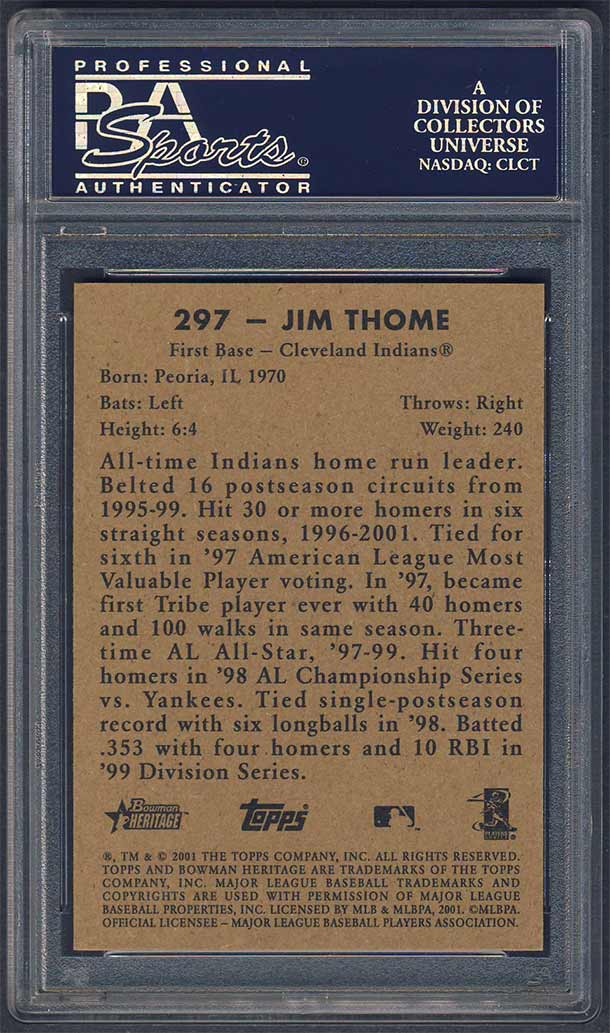 PROFESSIONAL
PSA
Sports
AUTHENTICATOR
A
DIVISION OF
COLLECTORS
UNIVERSE
NASDAQ: CLCT
297 – JIM THOME
First Base – Cleveland Indians®
Born: Peoria, IL 1970
Bats: Left Throws: Right
Height: 6:4 Weight: 240
All-time Indians home run leader.
Belted 16 postseason circuits from
1995-99. Hit 30 or more homers in six
straight seasons, 1996-2001. Tied for
sixth in ’97 American League Most
Valuable Player voting. In ’97, became
first Tribe player ever with 40 homers
and 100 walks in same season. Three-
time AL All-Star, ’97-99. Hit four
homers in ’98 AL Championship Series
vs. Yankees. Tied single-postseason
record with six longballs in ’98. Batted
.353 with four homers and 10 RBI in
’99 Division Series.
Bowman
HERITAGE
Topps
®, TM & © 2001 THE TOPPS COMPANY, INC. ALL RIGHTS RESERVED.
TOPPS AND BOWMAN HERITAGE ARE TRADEMARKS OF THE TOPPS
COMPANY, INC. MAJOR LEAGUE BASEBALL TRADEMARKS AND
COPYRIGHTS ARE USED WITH PERMISSION OF MAJOR LEAGUE
BASEBALL PROPERTIES, INC. LICENSED BY MLB & MLBPA, 2001. ©MLBPA.
OFFICIAL LICENSEE – MAJOR LEAGUE BASEBALL PLAYERS ASSOCIATION.